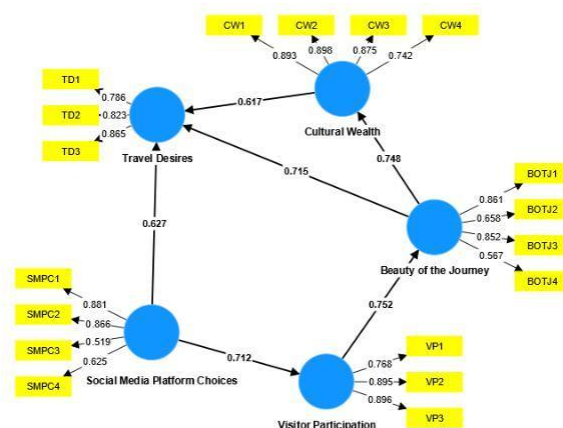 CW1
CW2
CW3
CW4
0.893
0.898
0.875
0.742
Cultural Wealth
TD1
TD2
TD3
0.786
0.823
0.865
Travel Desires
0.617
0.748
0.715
0.627
BOTJ1
BOTJ2
BOTJ3
BOTJ4
0.861
0.658
0.852
0.567
Beauty of the Journey
0.752
SMPC1
SMPC2
SMPC3
SMPC4
0.881
0.866
0.519
0.625
Social Media Platform Choices
0.712
VP1
VP2
VP3
0.768
0.895
0.896
Visitor Participation